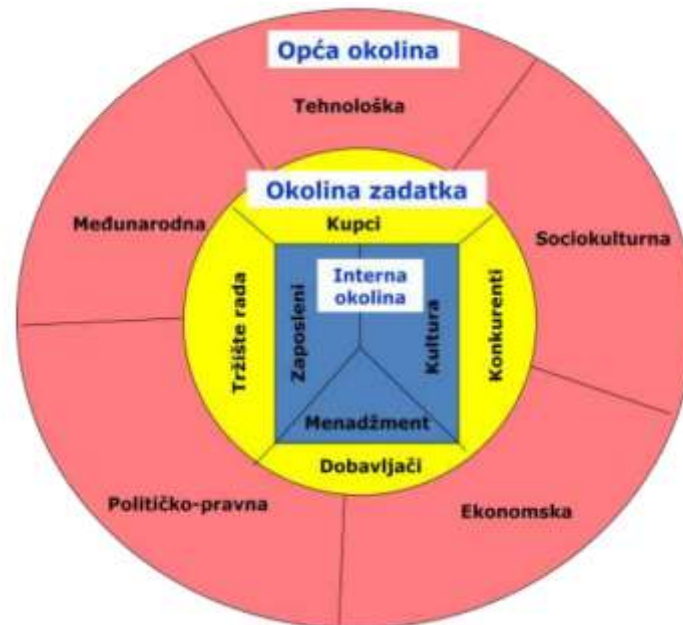 Opća okolina
Tehnološka
Okolina zadatka
Međunarodna
Kupci
Sociokulturna
Interna
okolina
Tržište rada
Zaposleni
Kultura
Konkurenti
Menadžment
Dobavljači
Političko-pravna
Ekonomska